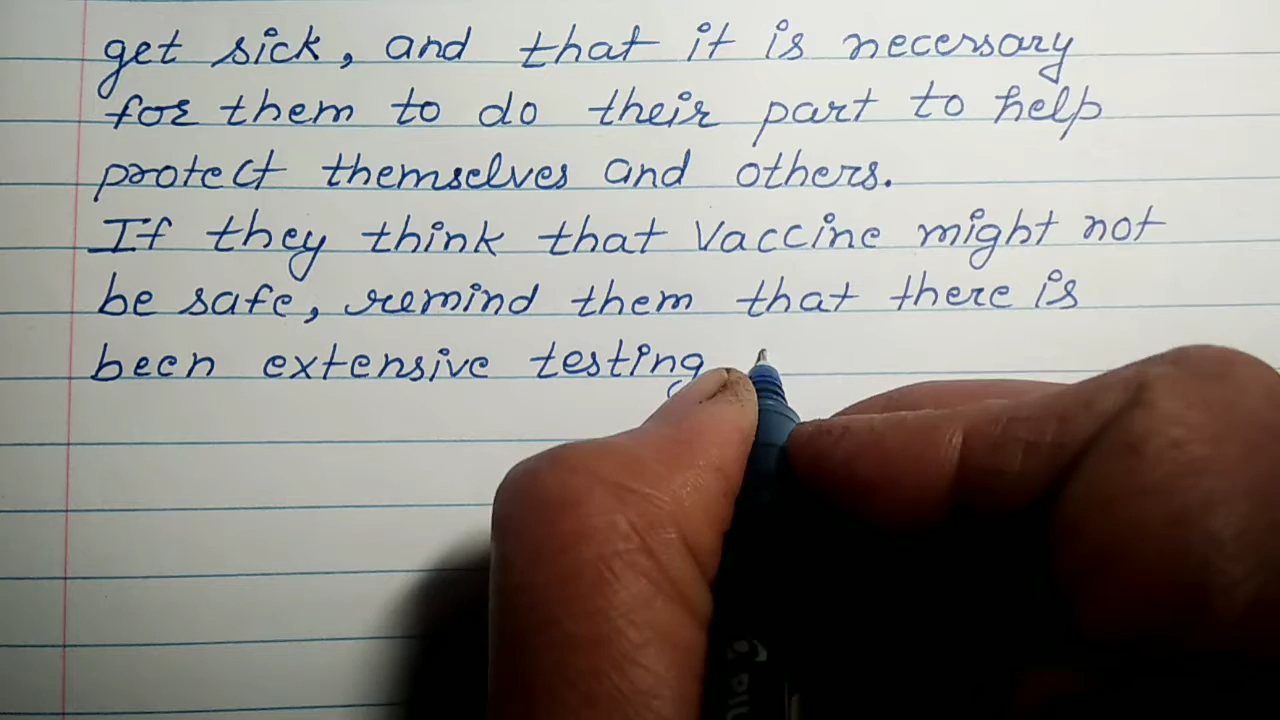 get sick, and that it is necessary
for them to do their part to help
protect themselves and others.
If they think that vaccine might not
be safe, remind them that there is
been extensive testing